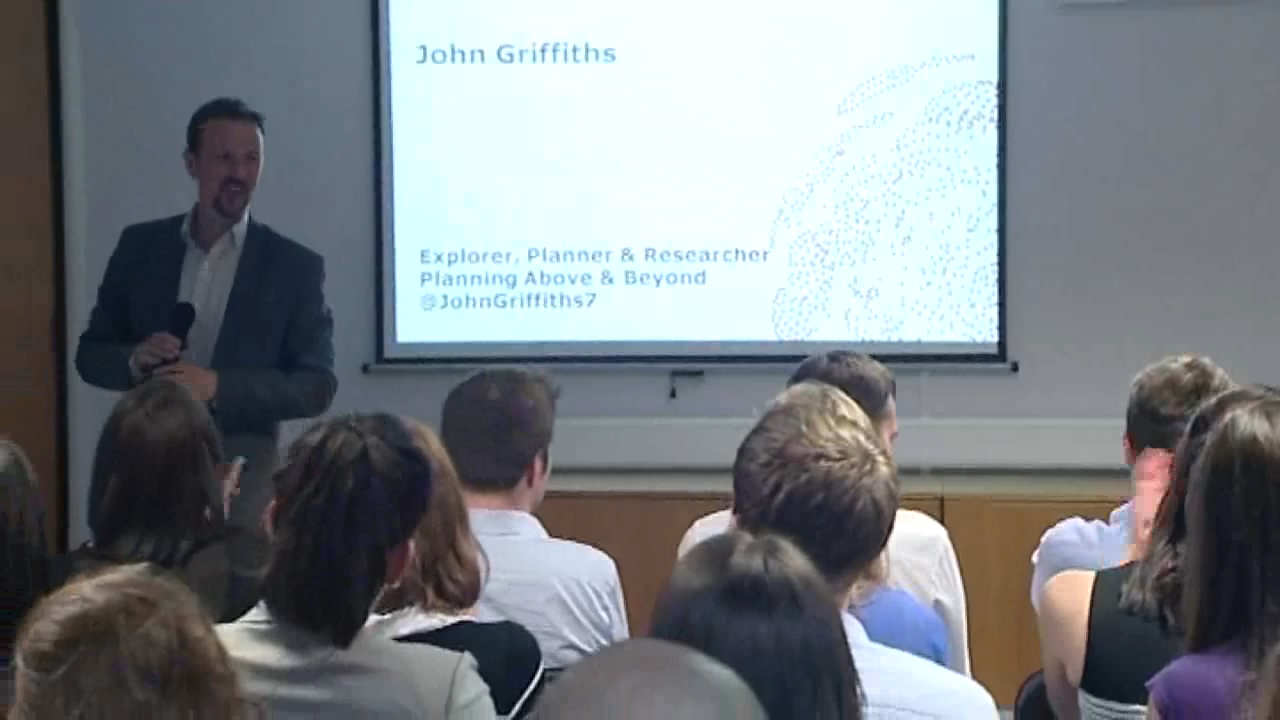 John Griffiths
Explorer, Planner & Researcher
Planning Above & Beyond
@JohnGriffiths7